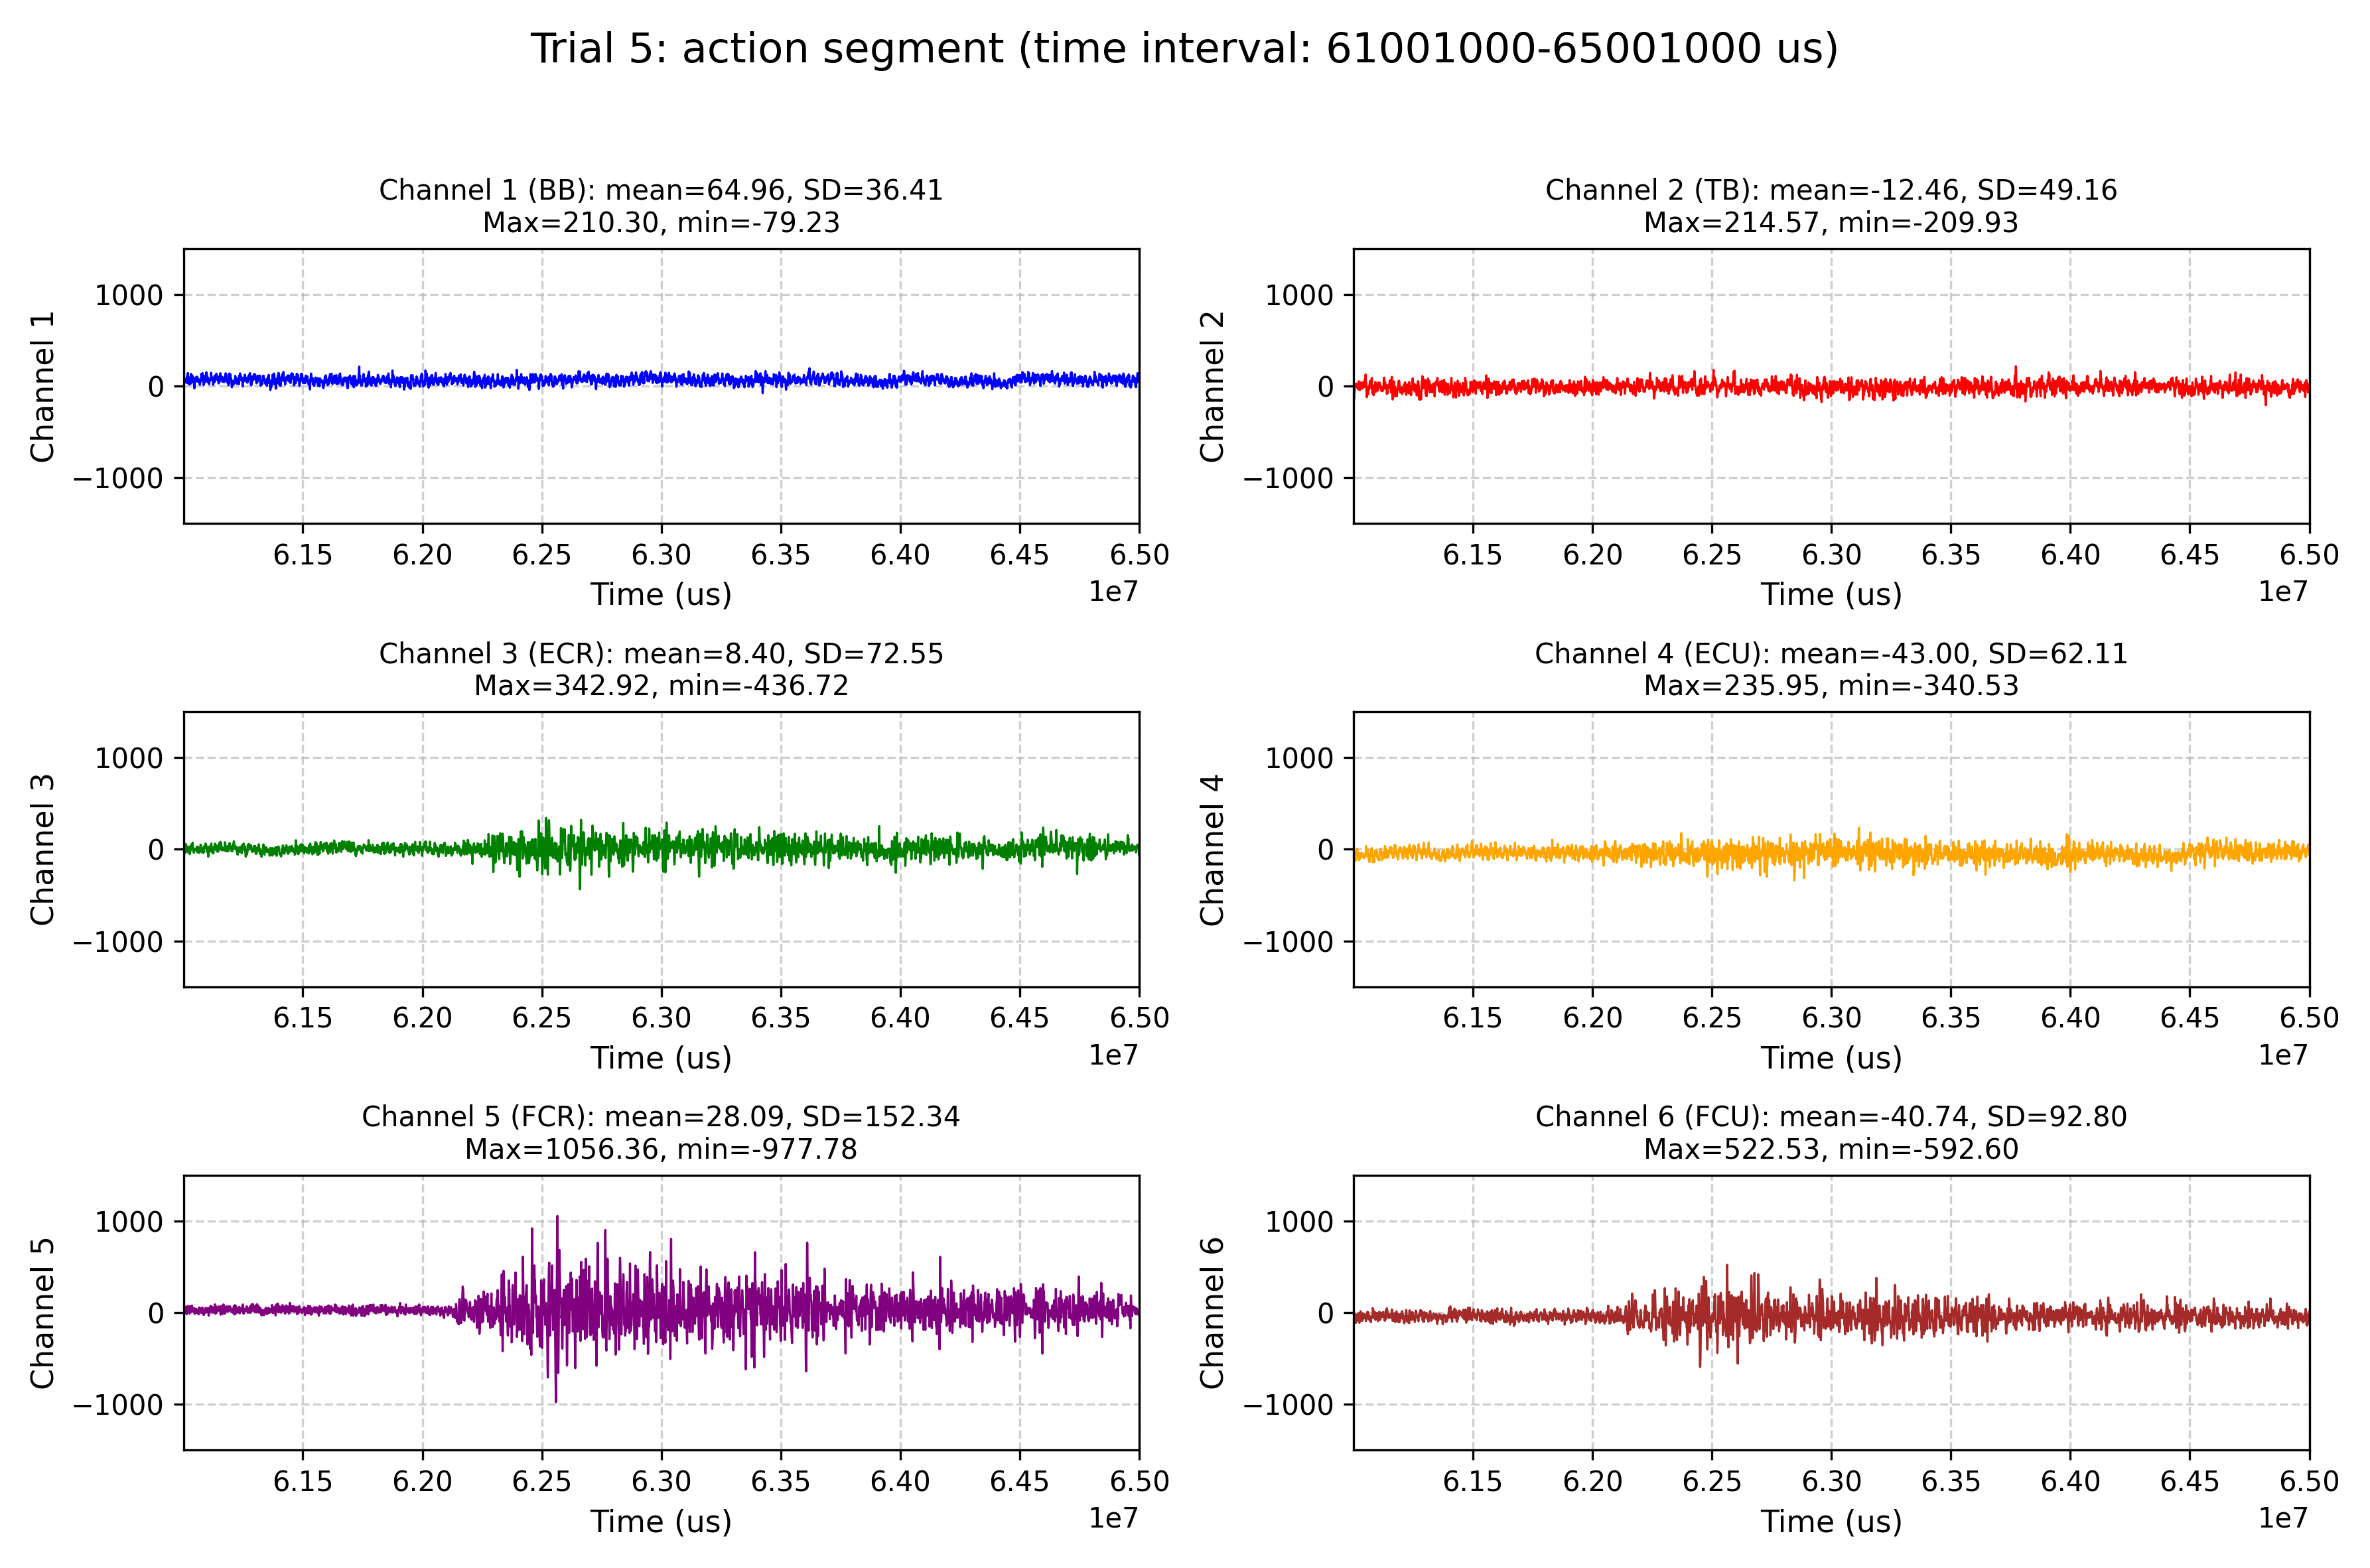 Trial 5: action segment (time interval: 61001000-65001000 us)
Channel 1 (BB): mean=64.96, SD=36.41
Max=210.30, min=-79.23
Channel 1
1000
0
−1000
6.15 6.20 6.25 6.30 6.35 6.40 6.45 6.50
Time (us)
1e7
Channel 2 (TB): mean=-12.46, SD=49.16
Max=214.57, min=-209.93
Channel 2
1000
0
−1000
6.15 6.20 6.25 6.30 6.35 6.40 6.45 6.50
Time (us)
1e7
Channel 3 (ECR): mean=8.40, SD=72.55
Max=342.92, min=-436.72
Channel 3
1000
0
−1000
6.15 6.20 6.25 6.30 6.35 6.40 6.45 6.50
Time (us)
1e7
Channel 4 (ECU): mean=-43.00, SD=62.11
Max=235.95, min=-340.53
Channel 4
1000
0
−1000
6.15 6.20 6.25 6.30 6.35 6.40 6.45 6.50
Time (us)
1e7
Channel 5 (FCR): mean=28.09, SD=152.34
Max=1056.36, min=-977.78
Channel 5
1000
0
−1000
6.15 6.20 6.25 6.30 6.35 6.40 6.45 6.50
Time (us)
1e7
Channel 6 (FCU): mean=-40.74, SD=92.80
Max=522.53, min=-592.60
Channel 6
1000
0
−1000
6.15 6.20 6.25 6.30 6.35 6.40 6.45 6.50
Time (us)
1e7